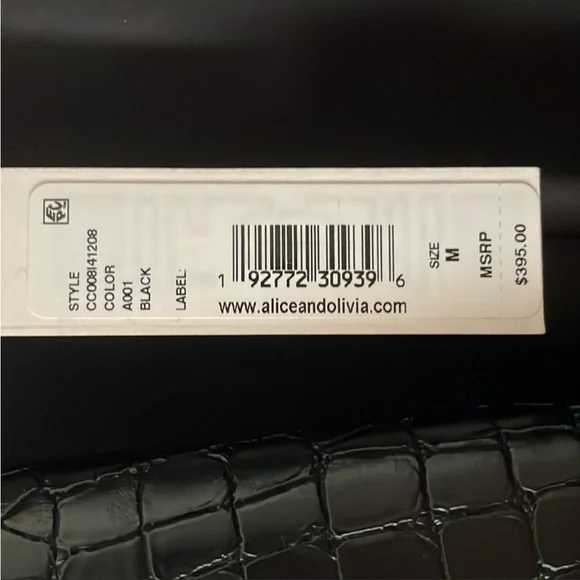 STYLE
CC008I41208
COLOR
A001
BLACK
LABEL:
1 92772 30939 6
www.aliceandolivia.com
SIZE
M
MSRP
$395.00